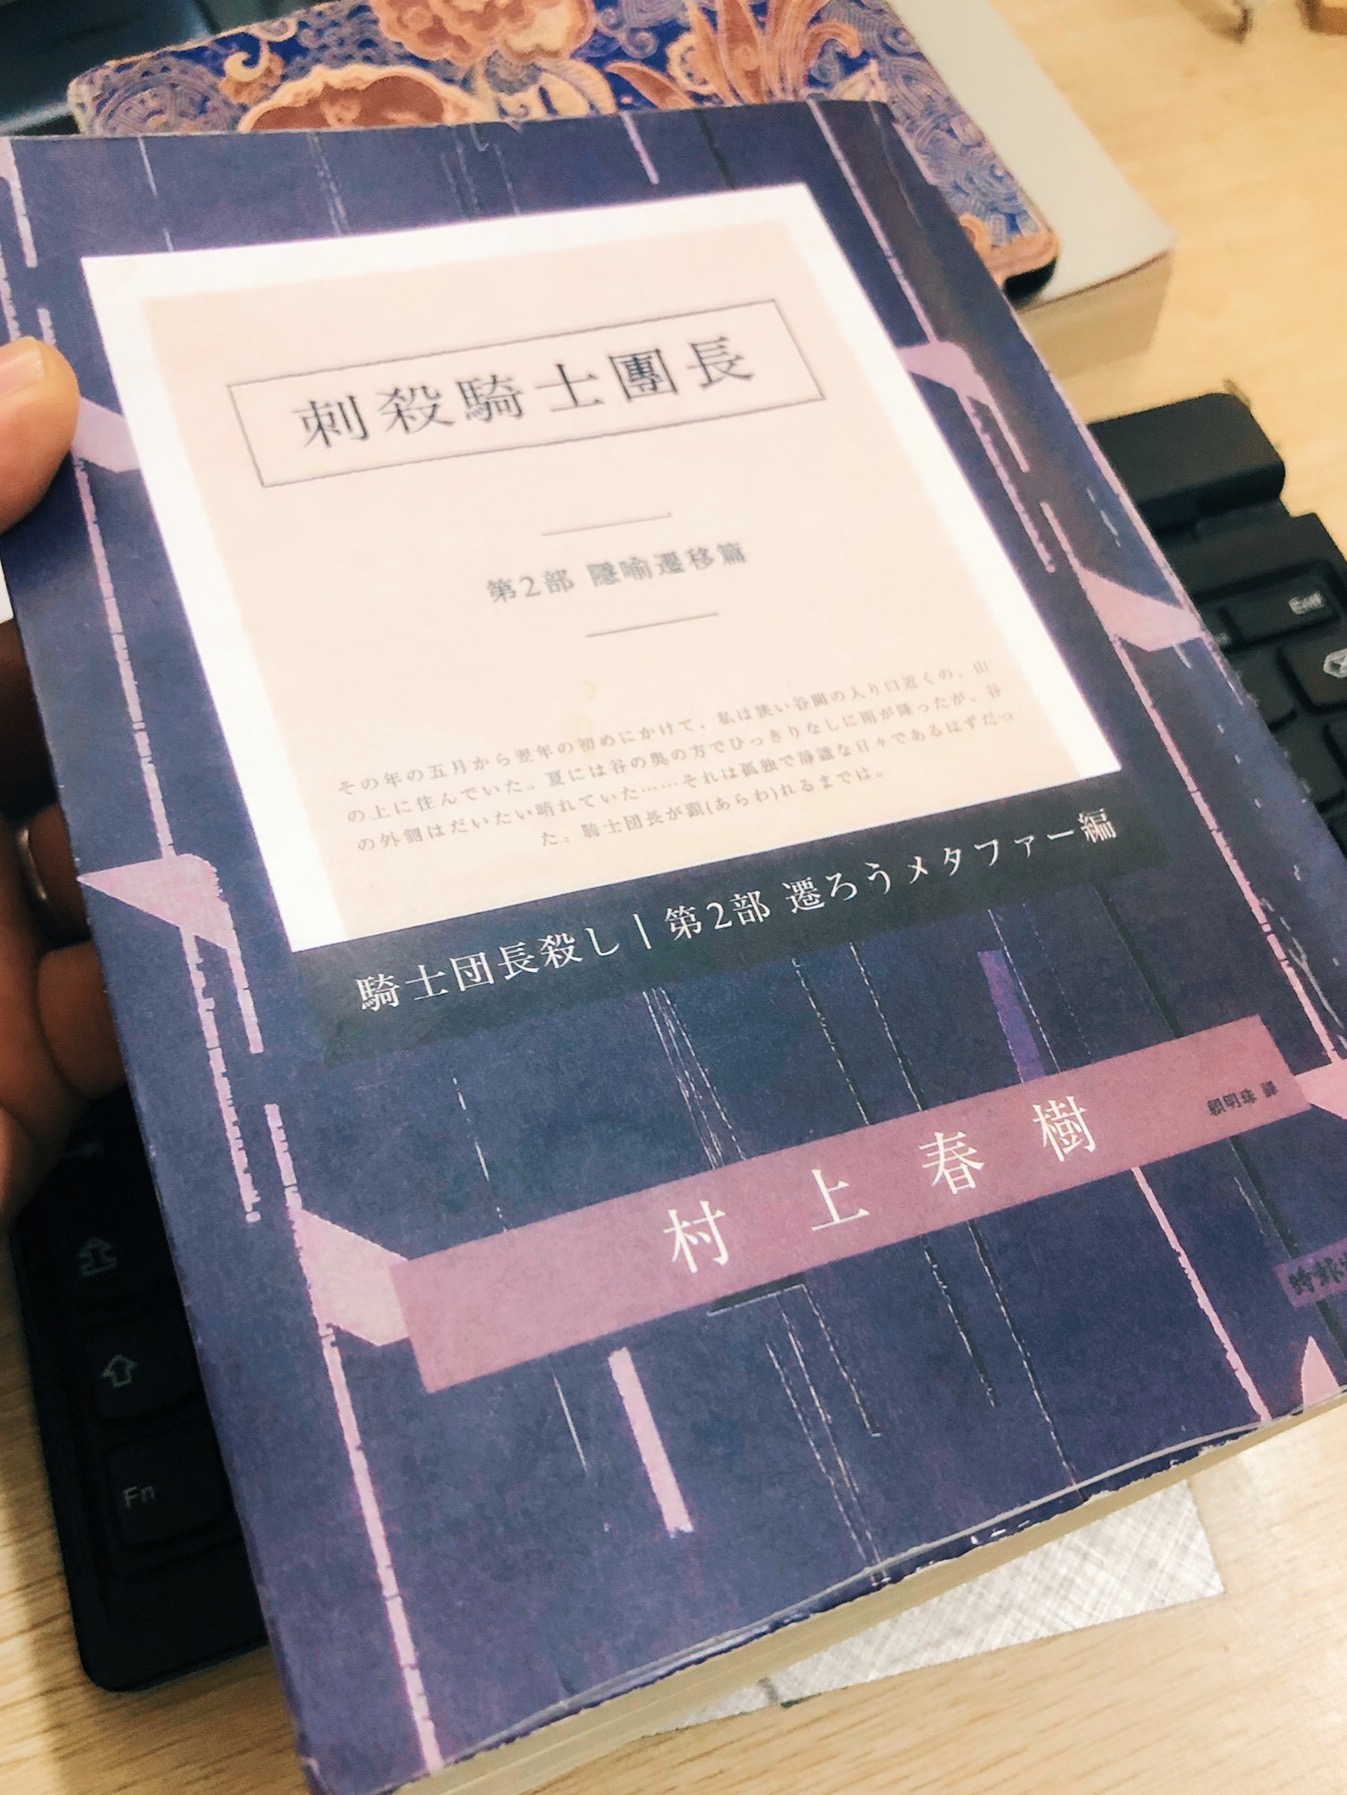 刺殺騎士團長
第2部 隱喻遷移篇
その年の五月から翌年の初めにかけて、私は狭い谷間の入り口近くの、山
の上に住んでいた。夏には谷の奥の方でひっきりなしに雨が降ったが、谷
の外側はだいたい晴れていた……それは孤独で静謐な日々であるはずだっ
た。騎士団長が顕(あらわ)れるまでは。
騎士団長殺し|第2部 遷ろうメタファー編
村上春樹
賴明珠 譯
時報
Fn